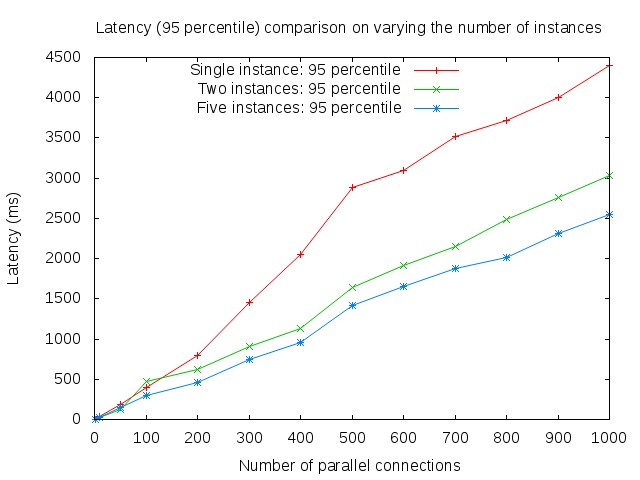 Latency (95 percentile) comparison on varying the number of instances
Single instance: 95 percentile
Two instances: 95 percentile
Five instances: 95 percentile
Latency (ms)
4500
4000
3500
3000
2500
2000
1500
1000
500
0
0 100 200 300 400 500 600 700 800 900 1000
Number of parallel connections